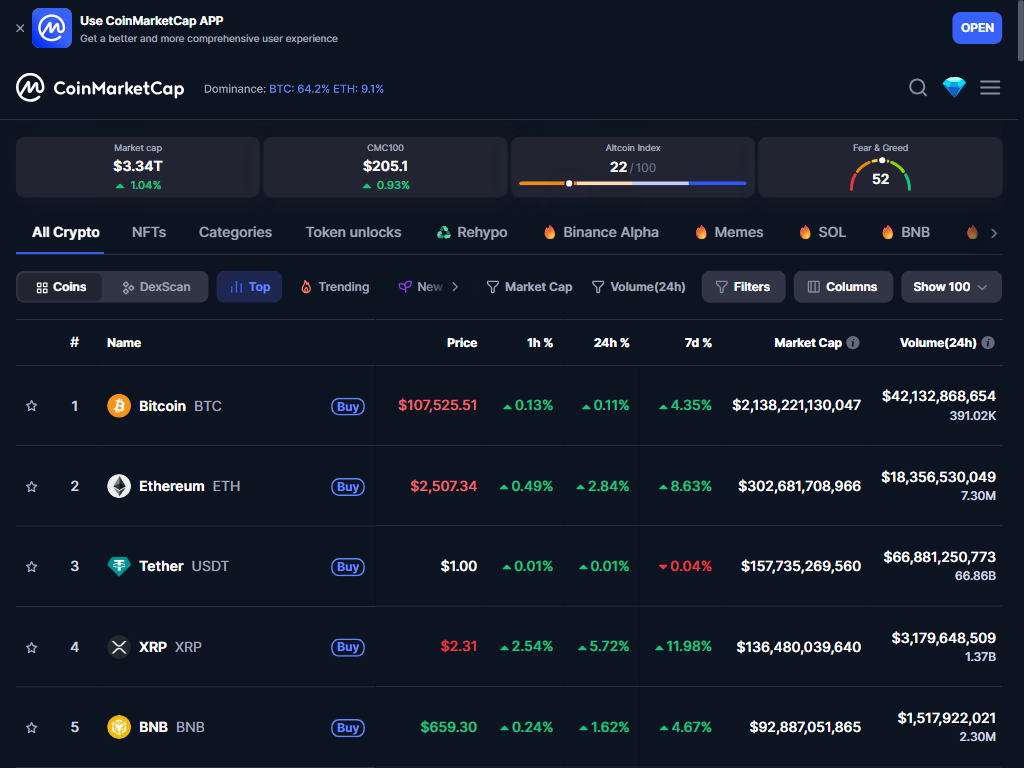 Use CoinMarketCap APP
Get a better and more comprehensive user experience
OPEN
CoinMarketCap
Dominance: BTC: 64.2% ETH: 9.1%
Market cap
$3.34T
1.04%
CMC100
$205.1
0.93%
Altcoin Index
22/100
Fear & Greed
52
All Crypto NFTs Categories Token unlocks Rehypo Binance Alpha Memes SOL BNB
Coins DexScan Top Trending New Market Cap Volume(24h) Filters Columns Show 100
# Name Price 1h % 24h % 7d % Market Cap Volume(24h)
1 Bitcoin BTC Buy $107,525.51 0.13% 0.11% 4.35% $2,138,221,130,047 $42,132,868,654
391.02K
2 Ethereum ETH Buy $2,507.34 0.49% 2.84% 8.63% $302,681,708,966 $18,356,530,049
7.30M
3 Tether USDT Buy $1.00 0.01% 0.01% 0.04% $157,735,269,560 $66,881,250,773
66.86B
4 XRP XRP Buy $2.31 2.54% 5.72% 11.98% $136,480,039,640 $3,179,648,509
1.37B
5 BNB BNB Buy $659.30 0.24% 1.62% 4.67% $92,887,051,865 $1,517,922,021
2.30M